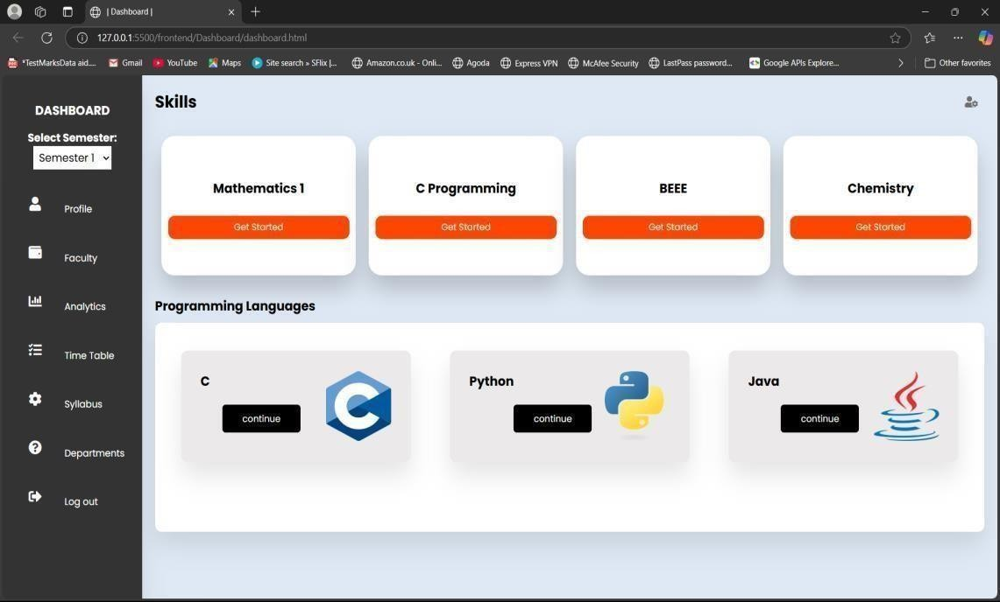 | Dashboard |
127.0.0.1:5500/frontend/Dashboard/dashboard.html
*TestMarksData aid.... Gmail YouTube Maps Site search » SFlix |... Amazon.co.uk - Onli... Agoda Express VPN McAfee Security LastPass password... Google APIs Explore... Other favorites
DASHBOARD
Select Semester:
Semester 1
Profile
Faculty
Analytics
Time Table
Syllabus
Departments
Log out
Skills
Mathematics 1 C Programming BEEE Chemistry
Get Started Get Started Get Started Get Started
Programming Languages
C Python Java
continue continue continue